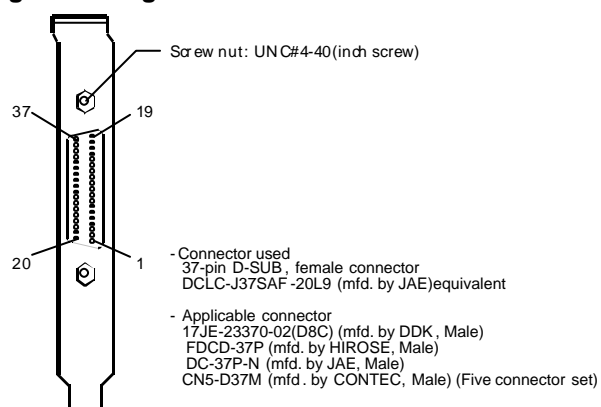 Screw nut: UNC#4-40(inch screw)
37
19
20
1
- Connector used
37-pin D-SUB, female connector
DCLC-J37SAF-20L9 (mfd. by JAE)equivalent
- Applicable connector
17JE-23370-02(D8C) (mfd. by DDK, Male)
FDCD-37P (mfd. by HIROSE, Male)
DC-37P-N (mfd. by JAE, Male)
CN5-D37M (mfd. by CONTEC, Male) (Five connector set)